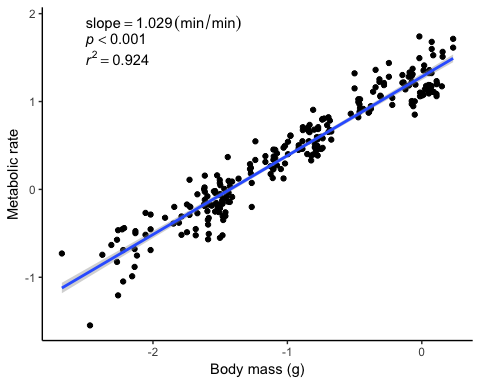 slope = 1.029 (min/min)
p < 0.001
r² = 0.924
2
1
0
-1
Metabolic rate
-2 -1 0
Body mass (g)